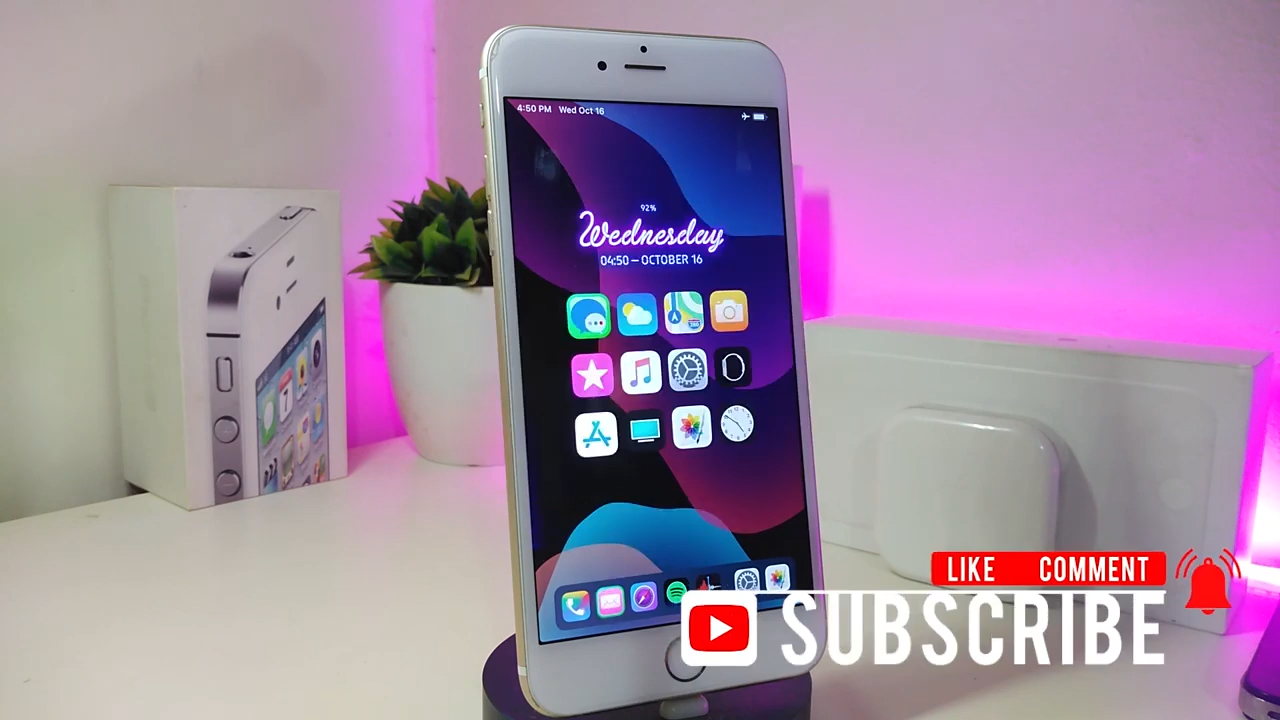 4:50 PM Wed Oct 16
92%
Wednesday
04:50 — OCTOBER 16
LIKE COMMENT
SUBSCRIBE